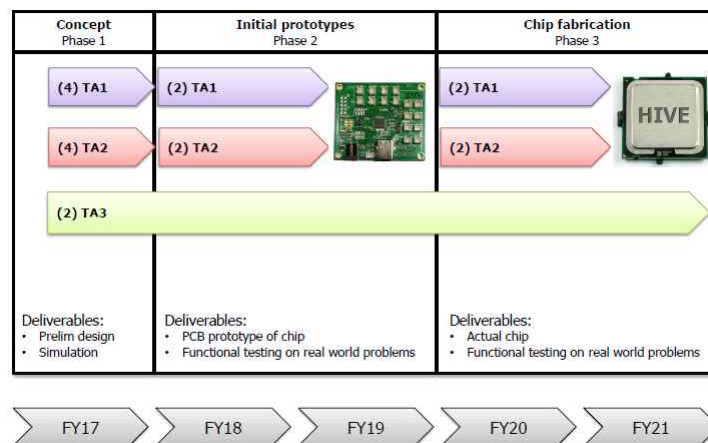 Concept
Phase 1
Initial prototypes
Phase 2
Chip fabrication
Phase 3
(4) TA1
(2) TA1
(2) TA1
HIVE
(4) TA2
(2) TA2
(2) TA2
(2) TA3
Deliverables:
• Prelim design
• Simulation
Deliverables:
• PCB prototype of chip
• Functional testing on real world problems
Deliverables:
• Actual chip
• Functional testing on real world problems
FY17
FY18
FY19
FY20
FY21